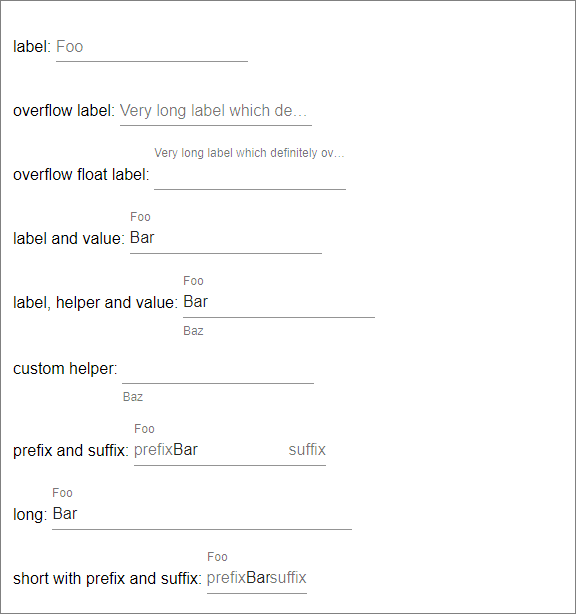 label: Foo
overflow label: Very long label which de...
Very long label which definitely ov...
overflow float label:
Foo
label and value: Bar
Foo
label, helper and value: Bar
Baz
custom helper:
Baz
Foo
prefix and suffix: prefixBar suffix
Foo
long: Bar
Foo
short with prefix and suffix: prefixBarsuffix